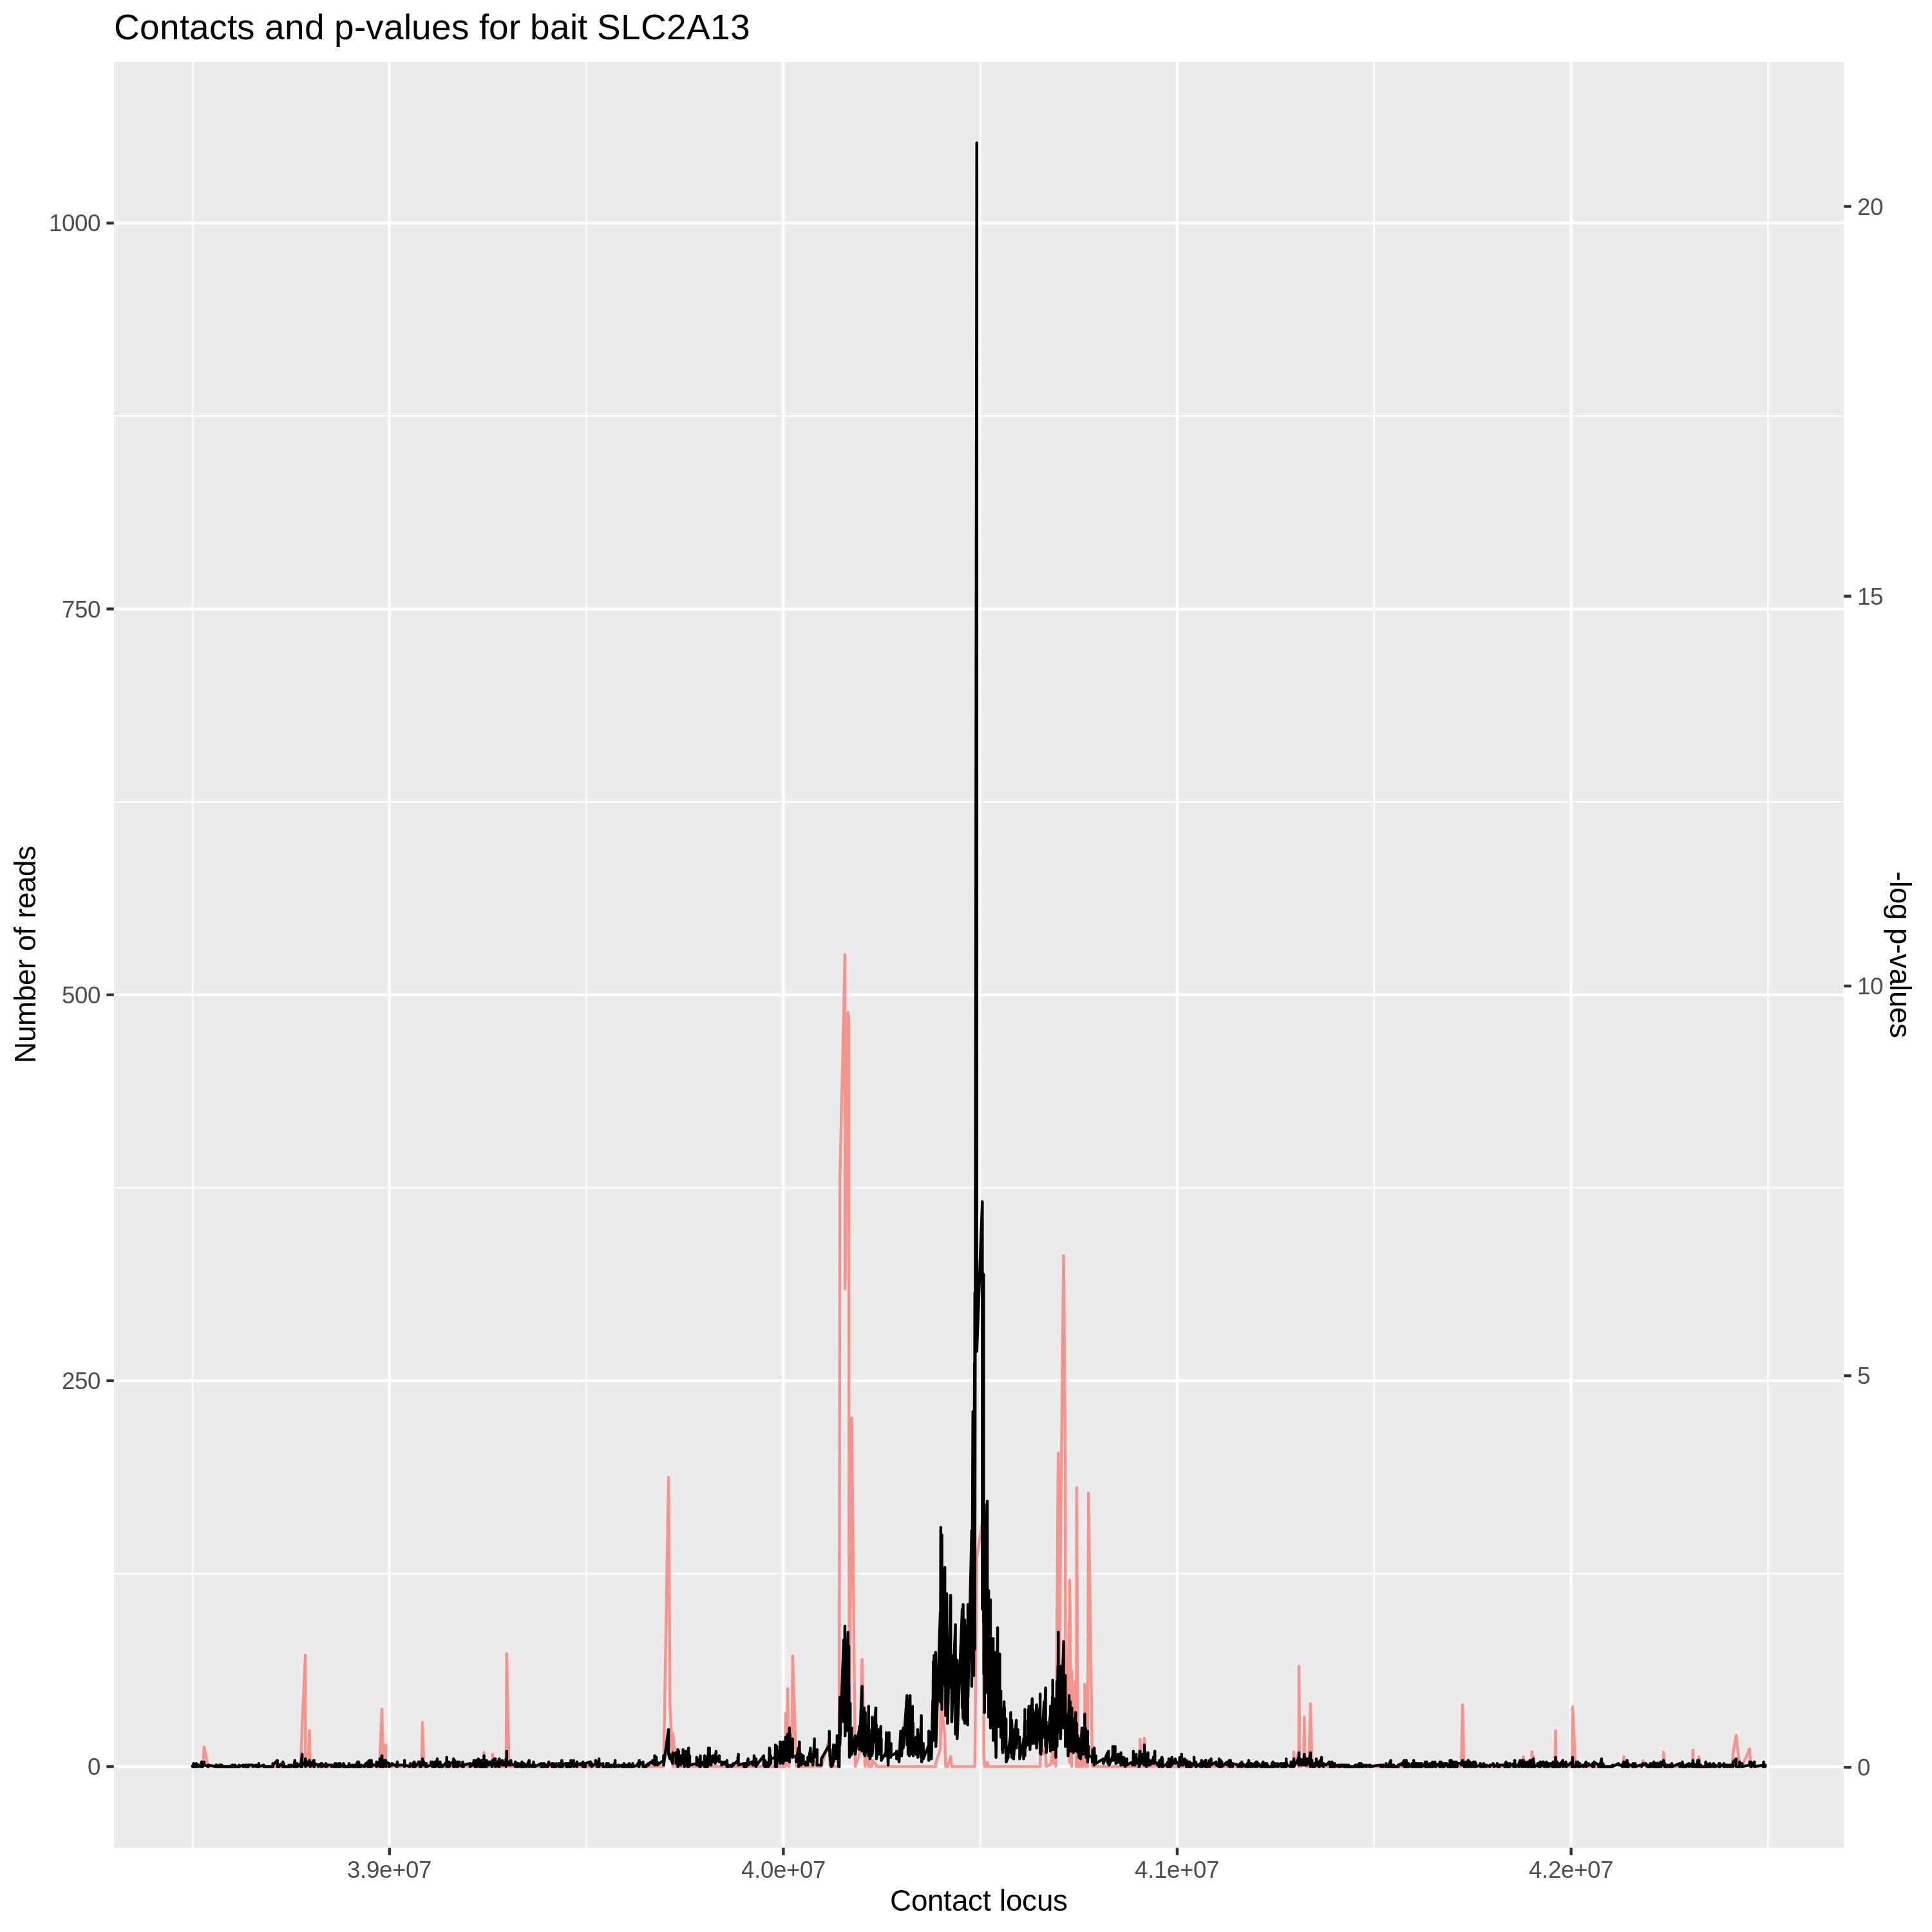 Contacts and p-values for bait SLC2A13
1000
750
500
250
0
Number of reads
20
15
10
5
0
-log p-values
3.9e+07
4.0e+07
4.1e+07
4.2e+07
Contact locus